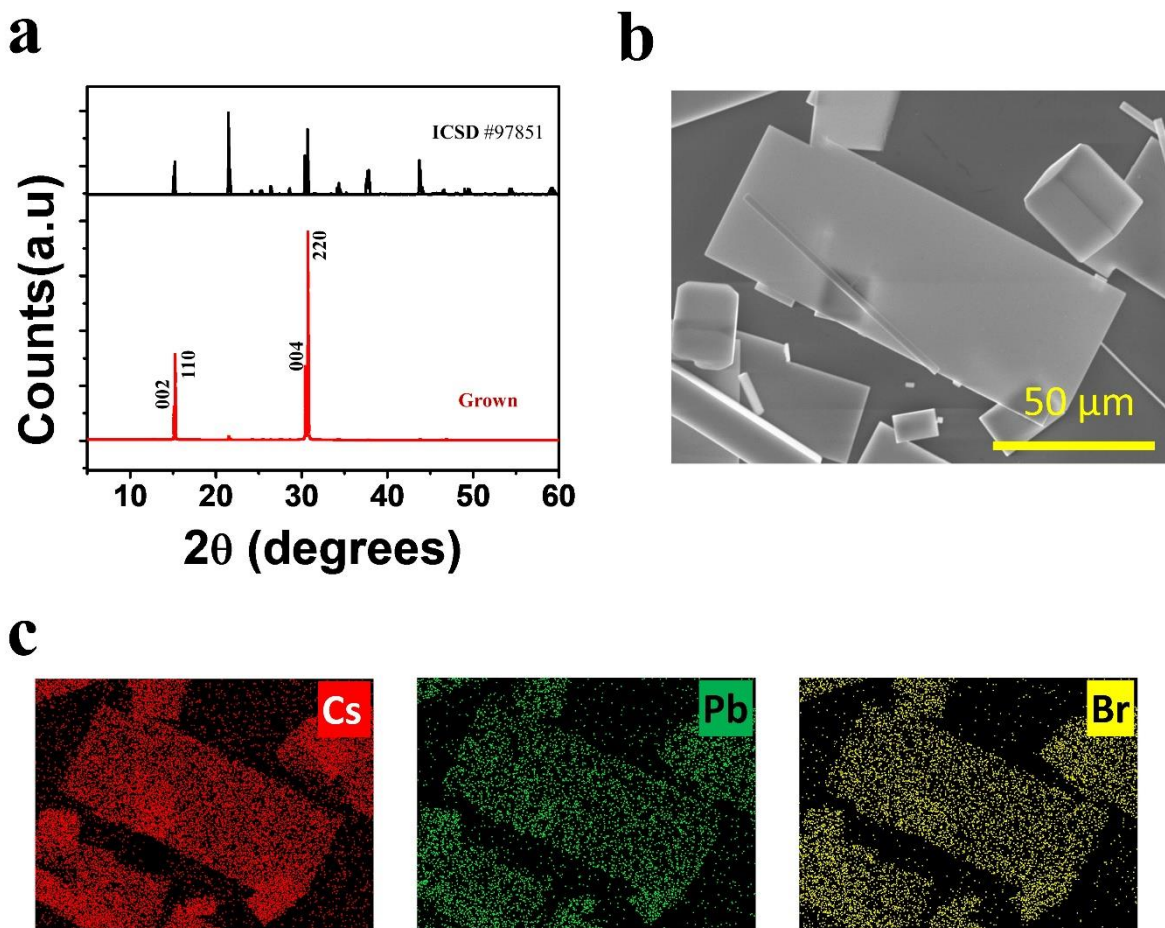 a
b
ICSD #97851
Counts(a.u)
002
110
004
220
Grown
10 20 30 40 50 60
2θ (degrees)
50 µm
c
Cs
Pb
Br